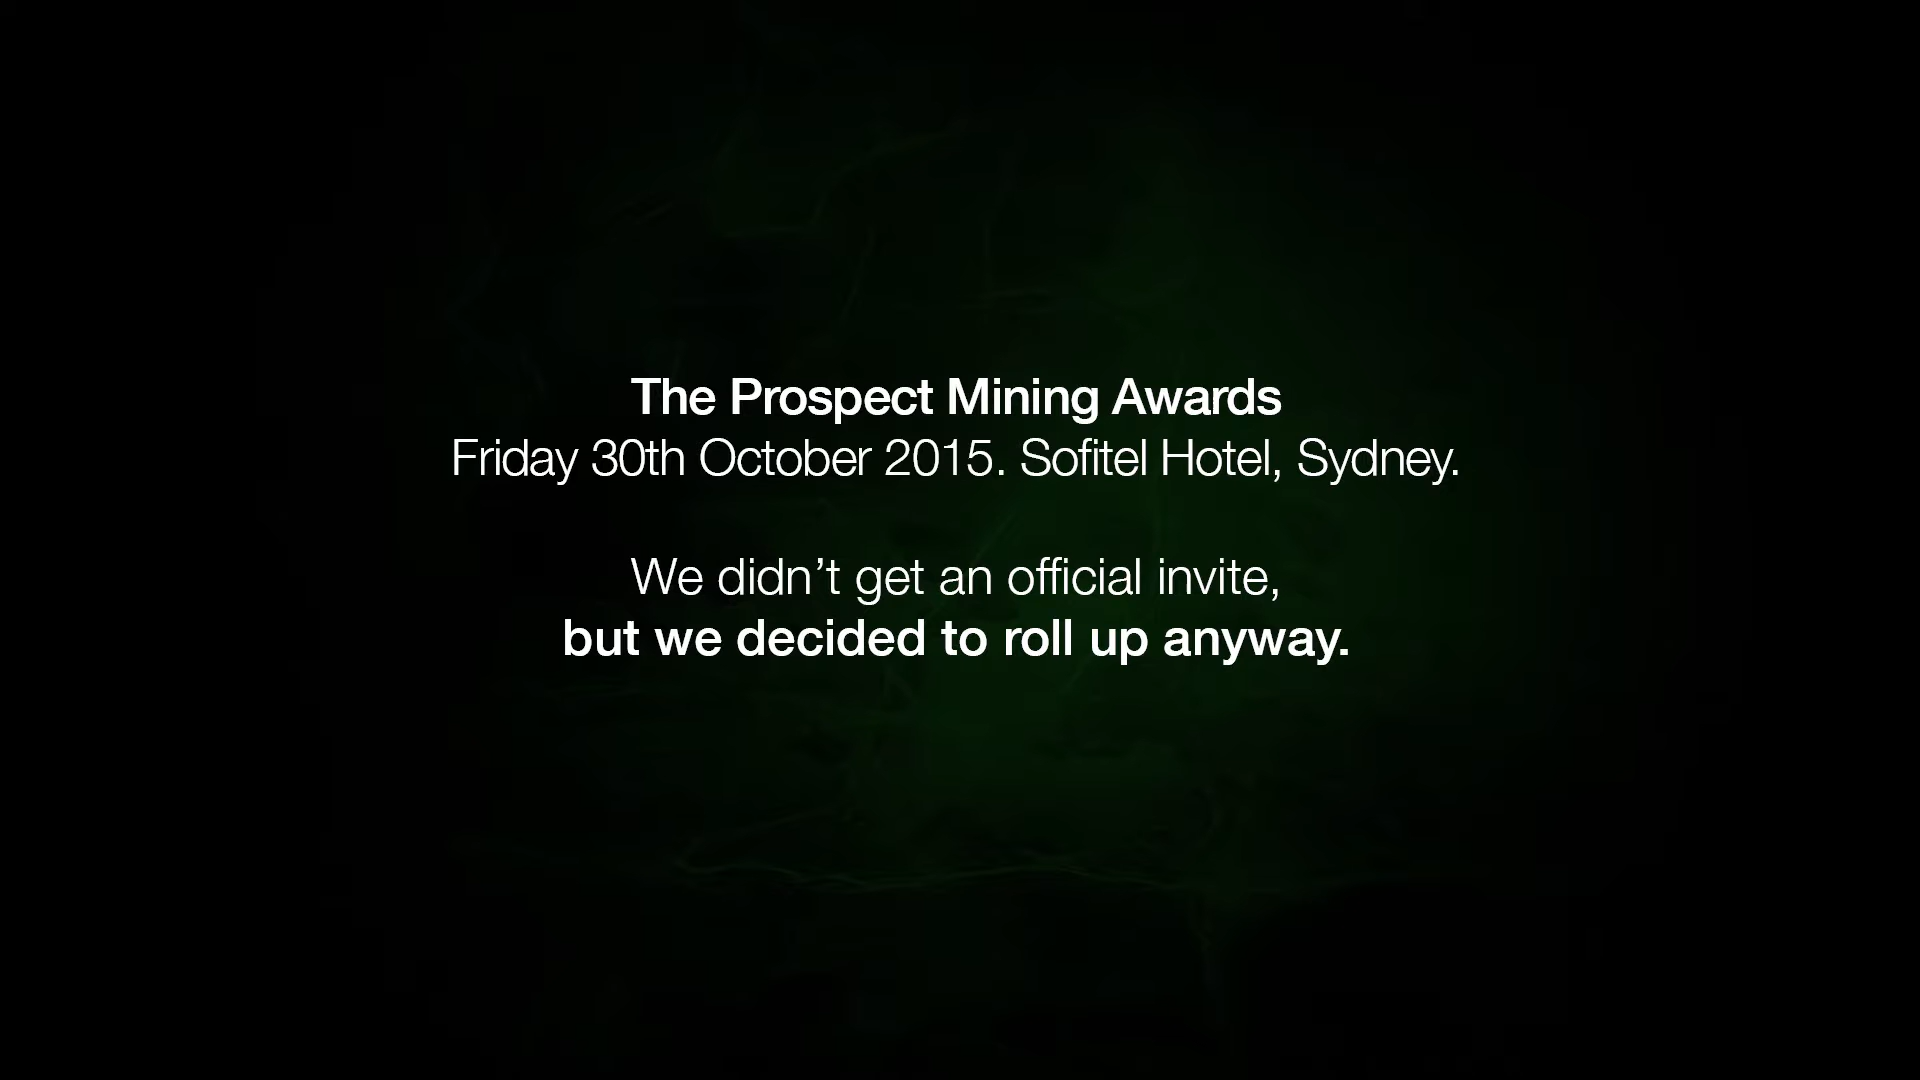 The Prospect Mining Awards
Friday 30th October 2015. Sofitel Hotel, Sydney.
We didn’t get an official invite,
but we decided to roll up anyway.